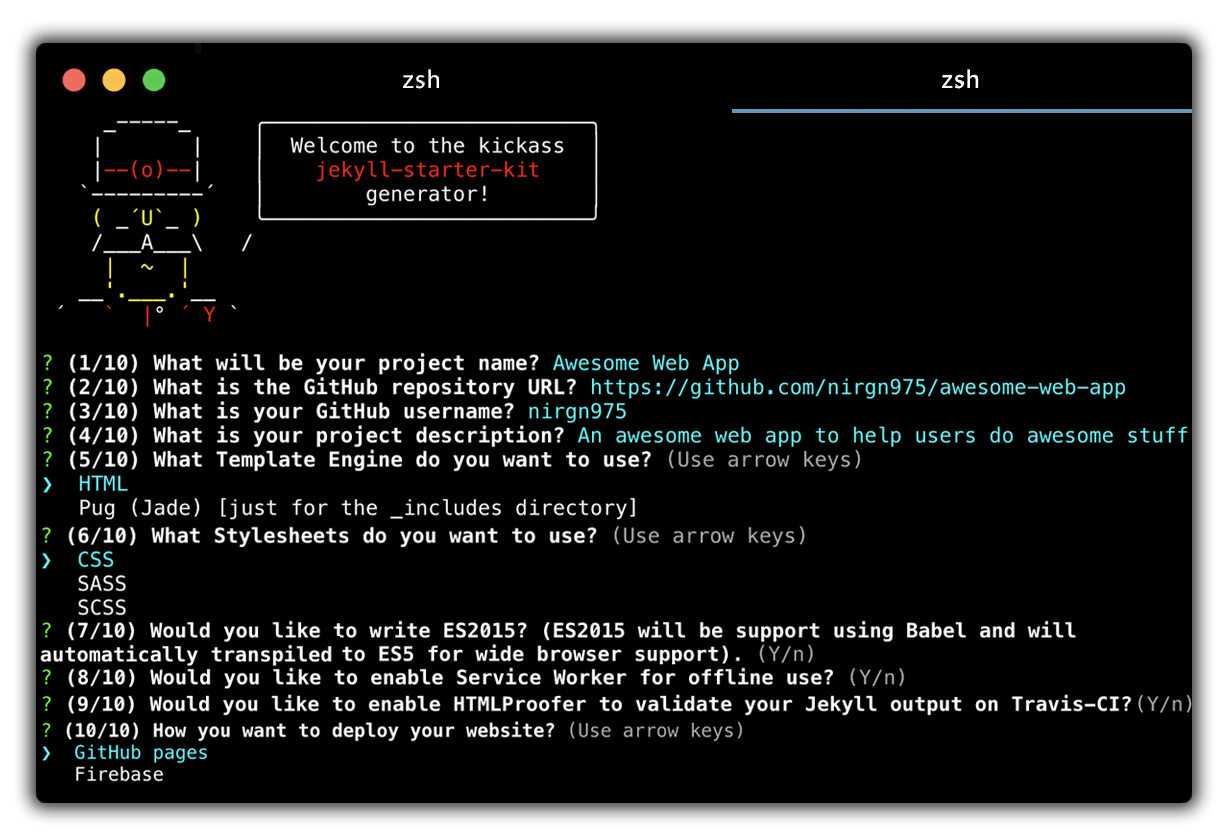 zsh
zsh
Welcome to the kickass
jekyll-starter-kit
generator!
--(o)--
( _´U`_ )
/___A___\ /
| ~ |
__'.___.'__
´ ` |° ´ Y `
? (1/10) What will be your project name? Awesome Web App
? (2/10) What is the GitHub repository URL? https://github.com/nirgn975/awesome-web-app
? (3/10) What is your GitHub username? nirgn975
? (4/10) What is your project description? An awesome web app to help users do awesome stuff
? (5/10) What Template Engine do you want to use? (Use arrow keys)
❯ HTML
Pug (Jade) [just for the _includes directory]
? (6/10) What Stylesheets do you want to use? (Use arrow keys)
❯ CSS
SASS
SCSS
? (7/10) Would you like to write ES2015? (ES2015 will be support using Babel and will
automatically transpiled to ES5 for wide browser support). (Y/n)
? (8/10) Would you like to enable Service Worker for offline use? (Y/n)
? (9/10) Would you like to enable HTMLProofer to validate your Jekyll output on Travis-CI?(Y/n)
? (10/10) How you want to deploy your website? (Use arrow keys)
❯ GitHub pages
Firebase